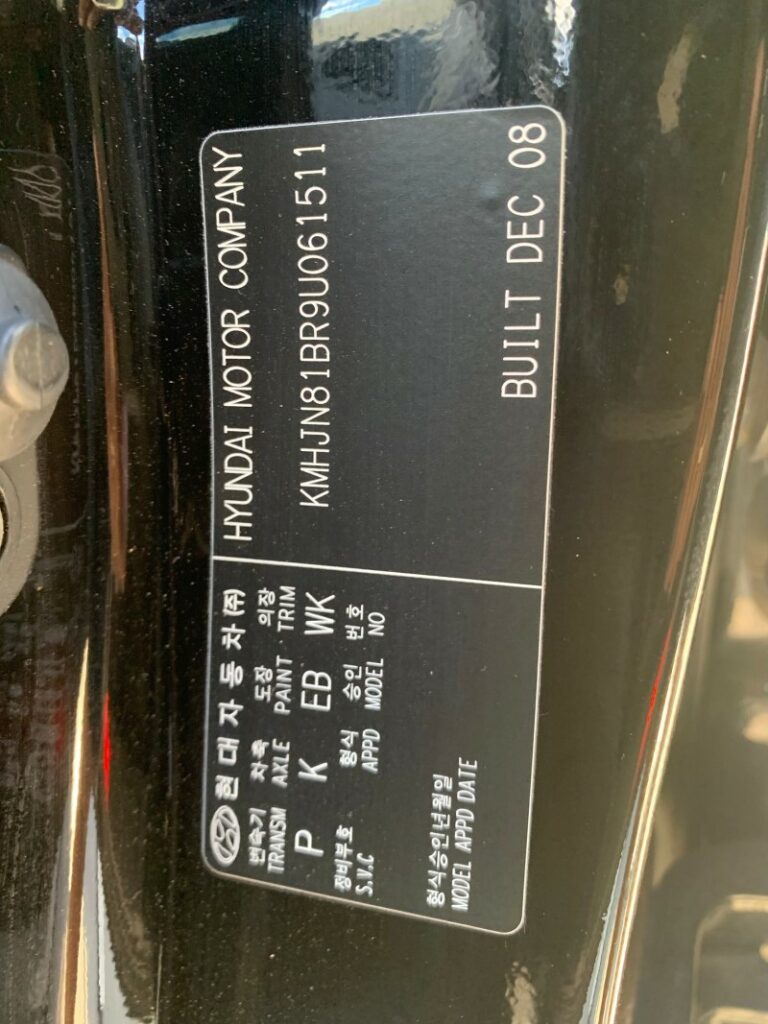 현대자동차(주)
변속기 차축 도장 의장
TRANSM AXLE PAINT TRIM
P K EB WK
정비부호 형식 승인 번호
S.V.C APPD MODEL NO
형식승인년월일
MODEL APPD DATE
HYUNDAI MOTOR COMPANY
KMHJN81BR9U061511
BUILT DEC 08